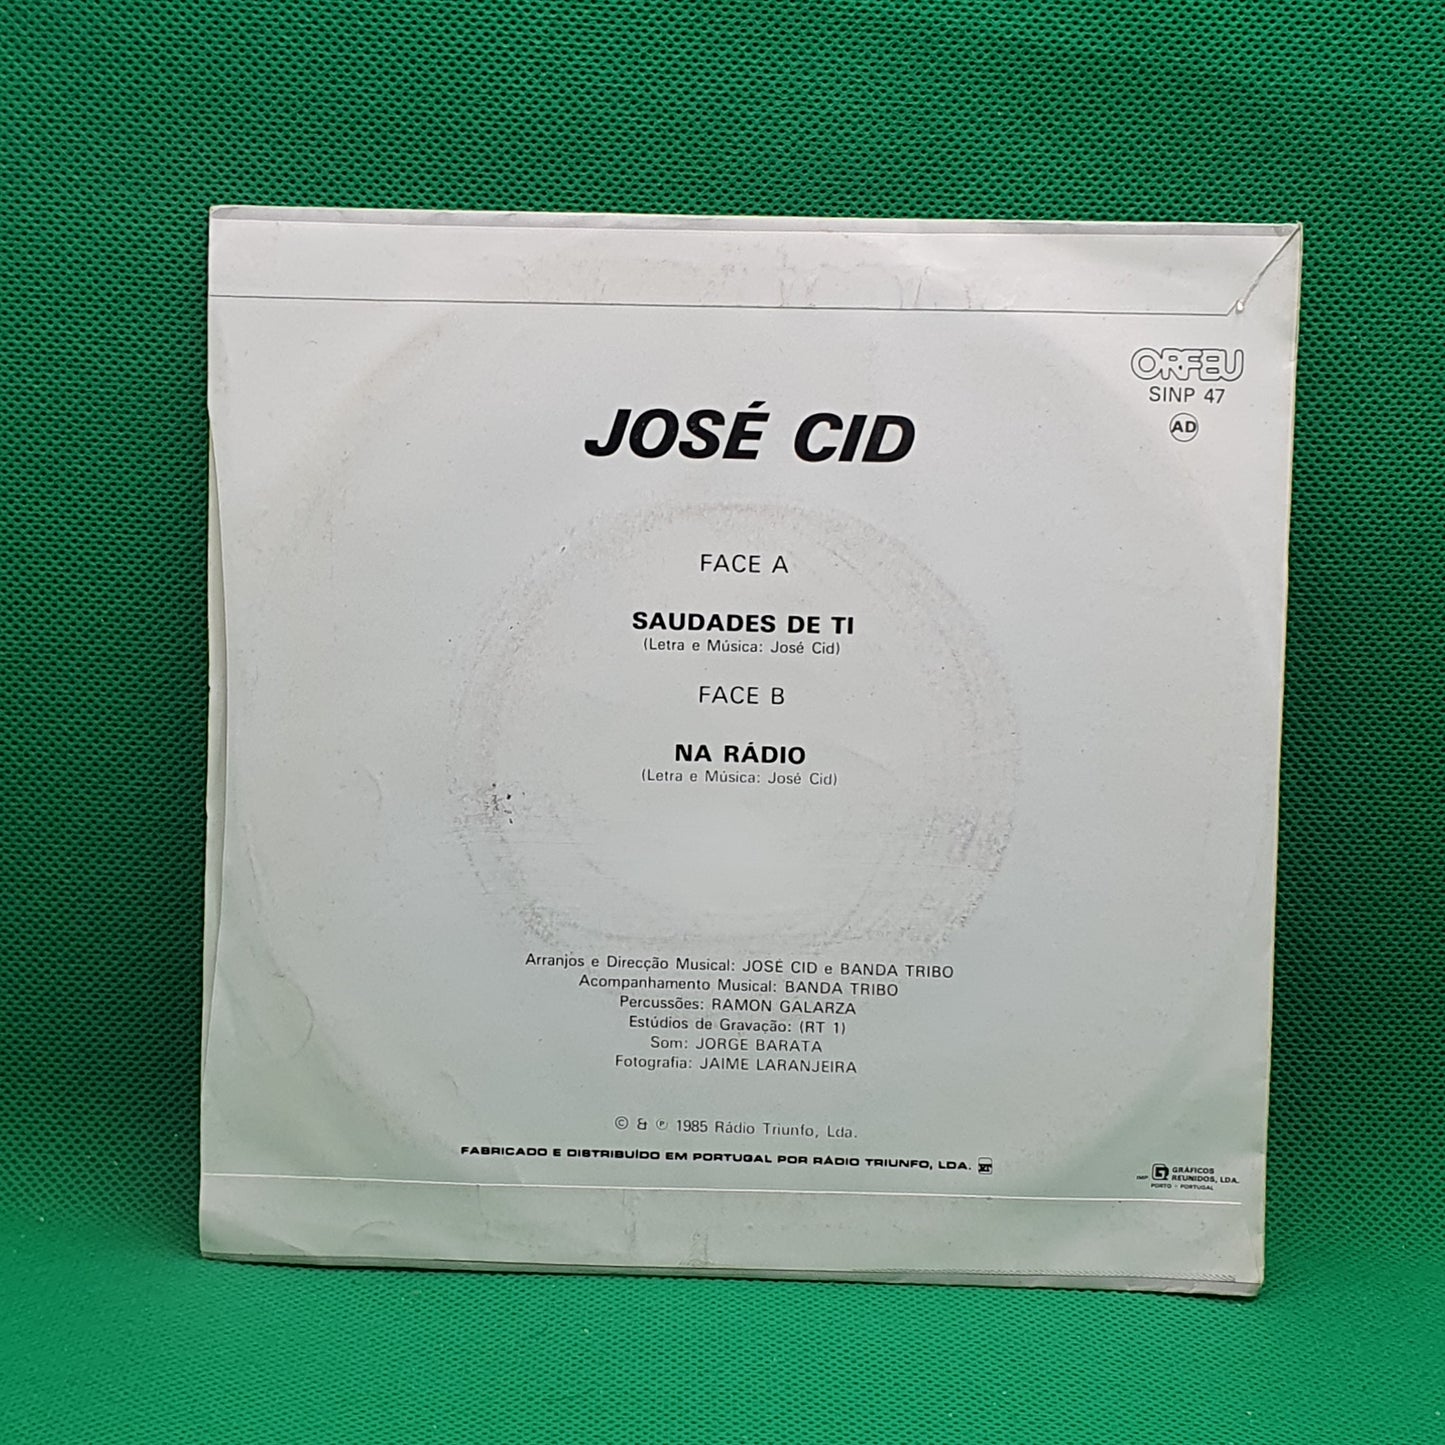 ORFEU
SINP 47
AD
JOSÉ CID
FACE A
SAUDADES DE TI
(Letra e Música: José Cid)
FACE B
NA RÁDIO
(Letra e Música: José Cid)
Arranjos e Direcção Musical: JOSÉ CID e BANDA TRIBO
Acompanhamento Musical: BANDA TRIBO
Percussões: RAMON GALARZA
Estúdios de Gravação: (RT 1)
Som: JORGE BARATA
Fotografia: JAIME LARANJEIRA
© & ℗ 1985 Rádio Triunfo, Lda.
FABRICADO E DISTRIBUÍDO EM PORTUGAL POR RÁDIO TRIUNFO, LDA. RT
IMP. GRÁFICOS
REUNIDOS, LDA.
PORTO - PORTUGAL